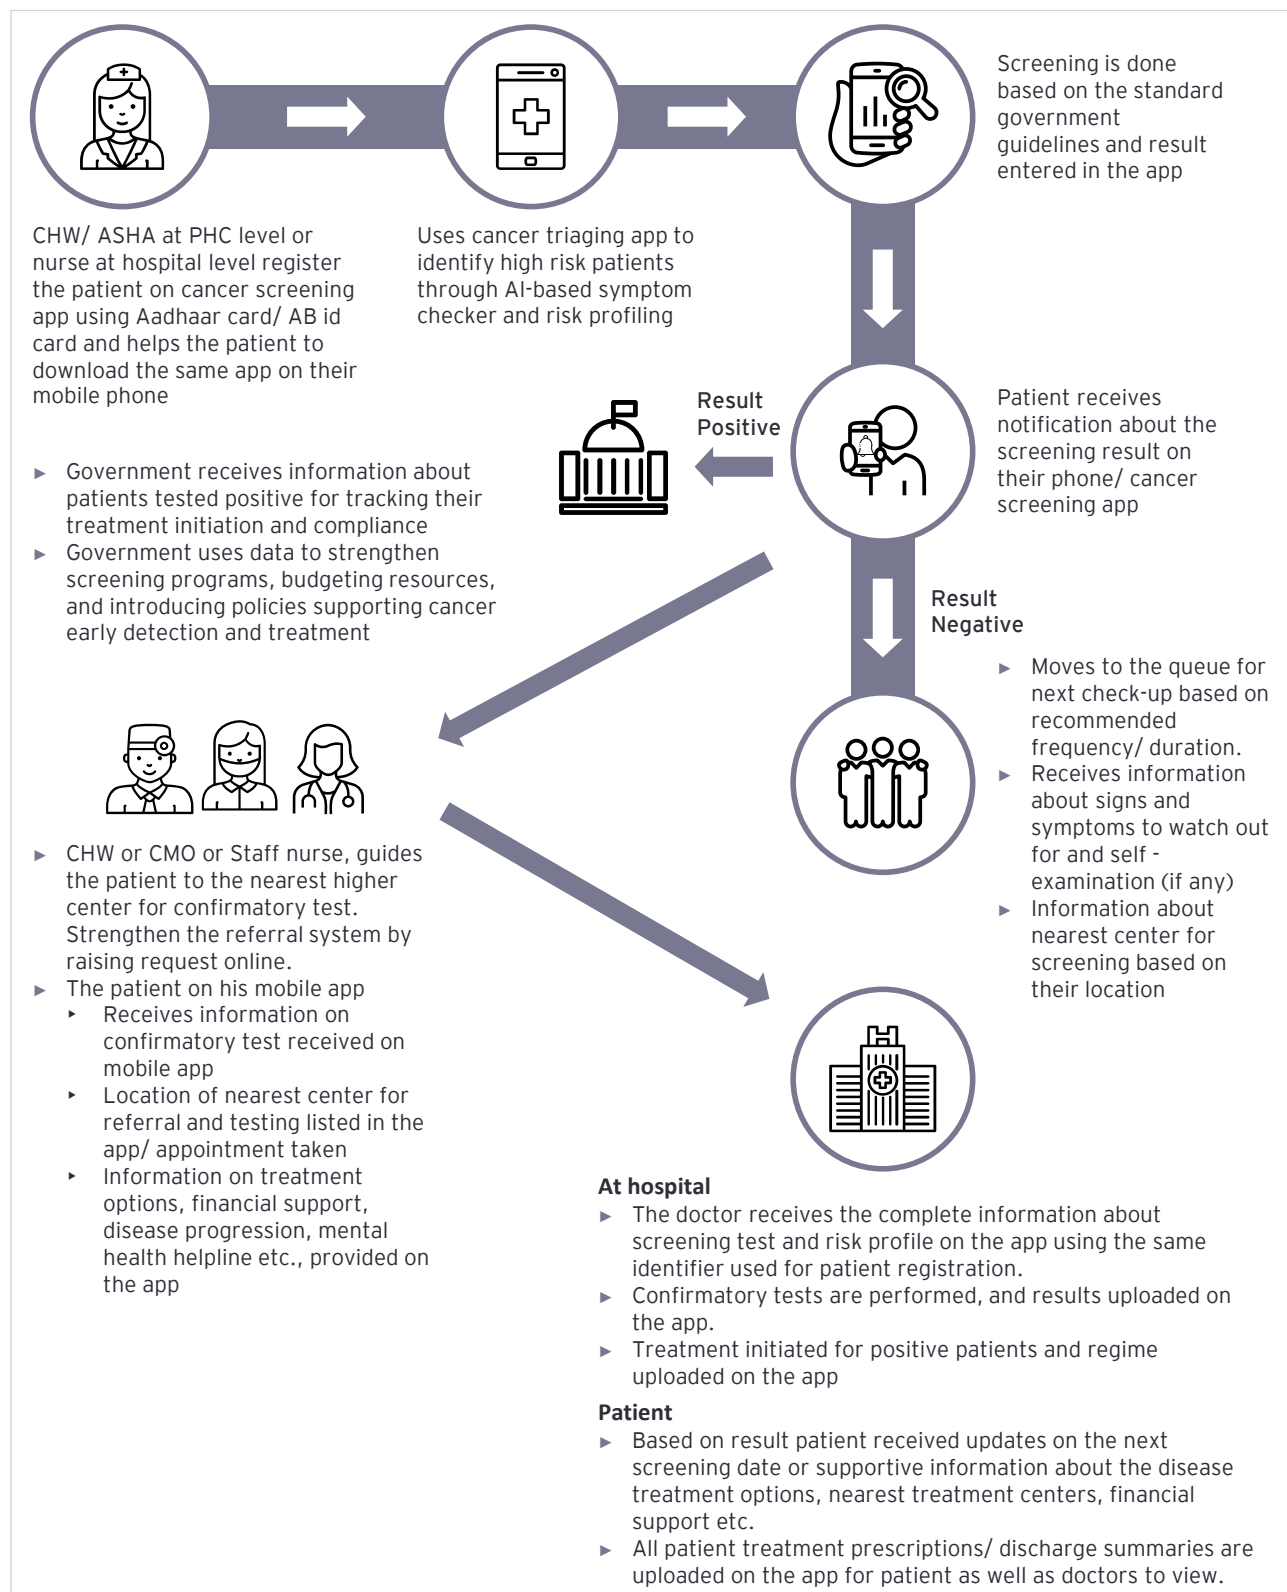 CHW/ ASHA at PHC level or
nurse at hospital level register
the patient on cancer screening
app using Aadhaar card/ AB id
card and helps the patient to
download the same app on their
mobile phone
Uses cancer triaging app to
identify high risk patients
through AI-based symptom
checker and risk profiling
Screening is done
based on the standard
government
guidelines and result
entered in the app
Patient receives
notification about the
screening result on
their phone/ cancer
screening app
Result
Positive
► Government receives information about
patients tested positive for tracking their
treatment initiation and compliance
► Government uses data to strengthen
screening programs, budgeting resources,
and introducing policies supporting cancer
early detection and treatment
Result
Negative
► Moves to the queue for
next check-up based on
recommended
frequency/ duration.
► Receives information
about signs and
symptoms to watch out
for and self -
examination (if any)
► Information about
nearest center for
screening based on
their location
► CHW or CMO or Staff nurse, guides
the patient to the nearest higher
center for confirmatory test.
Strengthen the referral system by
raising request online.
► The patient on his mobile app
‣ Receives information on
confirmatory test received on
mobile app
‣ Location of nearest center for
referral and testing listed in the
app/ appointment taken
‣ Information on treatment
options, financial support,
disease progression, mental
health helpline etc., provided on
the app
At hospital
► The doctor receives the complete information about
screening test and risk profile on the app using the same
identifier used for patient registration.
► Confirmatory tests are performed, and results uploaded on
the app.
► Treatment initiated for positive patients and regime
uploaded on the app
Patient
► Based on result patient received updates on the next
screening date or supportive information about the disease
treatment options, nearest treatment centers, financial
support etc.
► All patient treatment prescriptions/ discharge summaries are
uploaded on the app for patient as well as doctors to view.